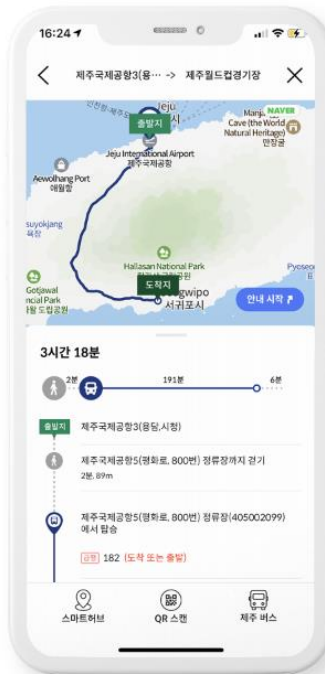 16:24
제주국제공항3(용··· -> 제주월드컵경기장
Jeju
출발지
Jeju International Airport
제주국제공항
NAVER
Cave (the World
Natural Heritage)
만장굴
Aewolhang Port
애월항
suyokjang
욕장
Hallasan National Park
도착지
Gotjawal
ncial Park
서귀포시
안내 시작
3시간 18분
2분
191분
6분
출발지
제주국제공항3(용담,시청)
제주국제공항5(평화로, 800번) 정류장까지 걷기
2분, 89m
제주국제공항5(평화로, 800번) 정류장(405002099)
에서 탑승
급행 182 (도착 또는 출발)
스마트허브
QR 스캔
제주 버스